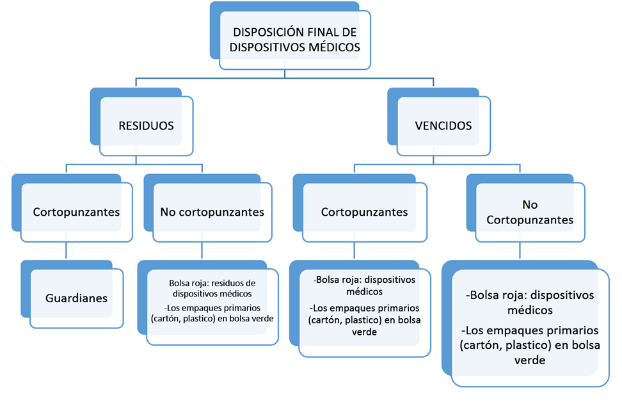 DISPOSICIÓN FINAL DE
DISPOSITIVOS MÉDICOS
RESIDUOS
VENCIDOS
Cortopunzantes
No cortopunzantes
Cortopunzantes
No
Cortopunzantes
Guardianes
Bolsa roja: residuos de
dispositivos médicos
-Los empaques primarios
(cartón, plastico) en bolsa verde
-Bolsa roja: dispositivos
médicos
-Los empaques primarios
(cartón, plastico) en bolsa
verde
-Bolsa roja: dispositivos
médicos
-Los empaques primarios
(cartón, plastico) en bolsa
verde